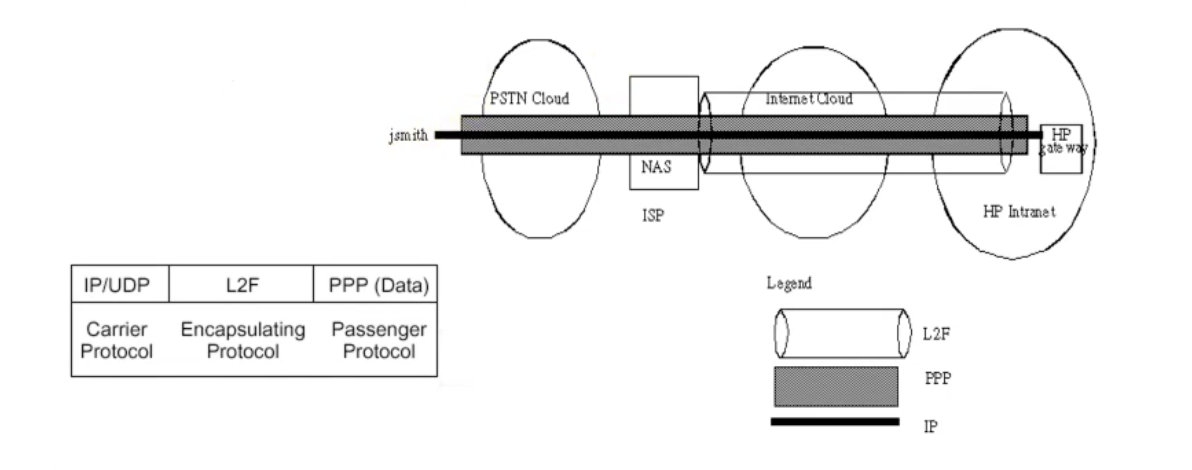 PSTN Cloud
Internet Cloud
jsmith
HP
gate way
NAS
ISP
HP Intranet
IP/UDP L2F PPP (Data)
Carrier Encapsulating Passenger
Protocol Protocol Protocol
Legend
L2F
PPP
IP